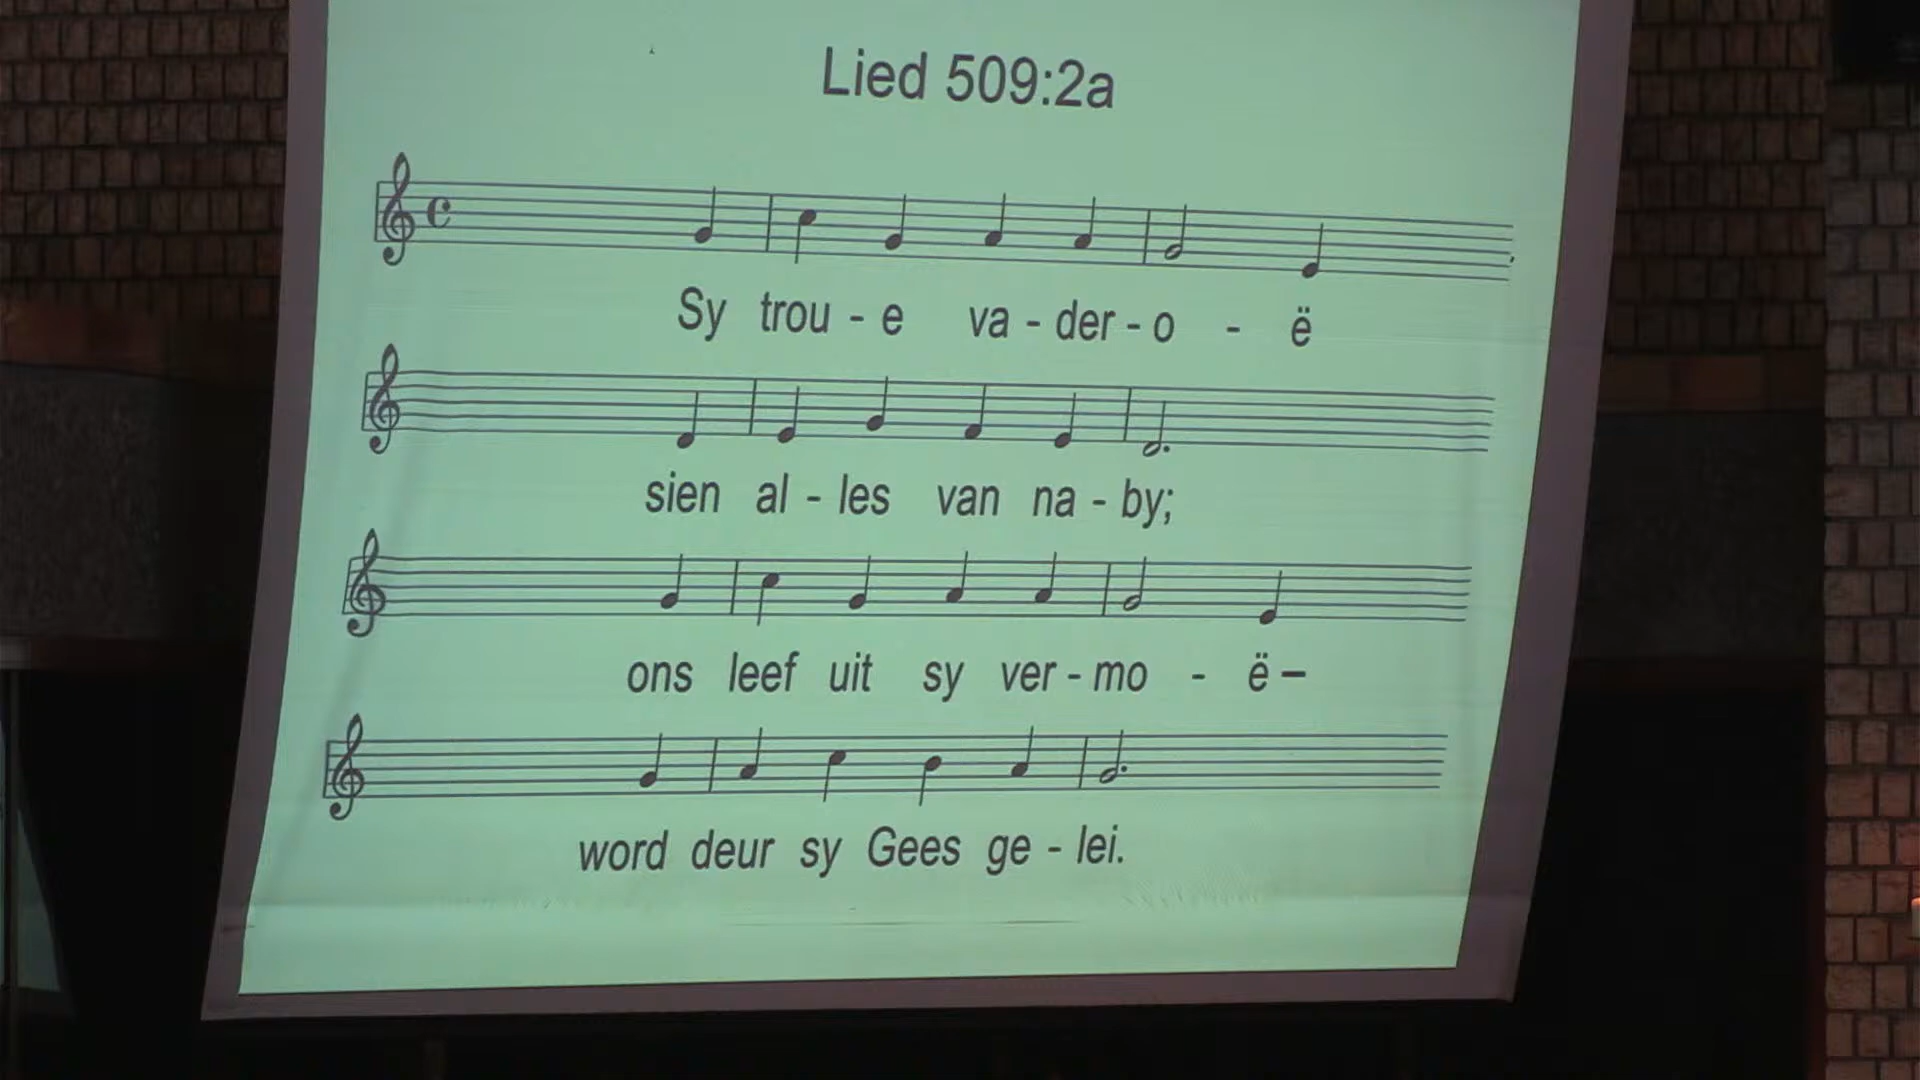 Lied 509:2a
Sy trou - e va - der - o - ë
sien al - les van na - by;
ons leef uit sy ver - mo - ë –
word deur sy Gees ge - lei.